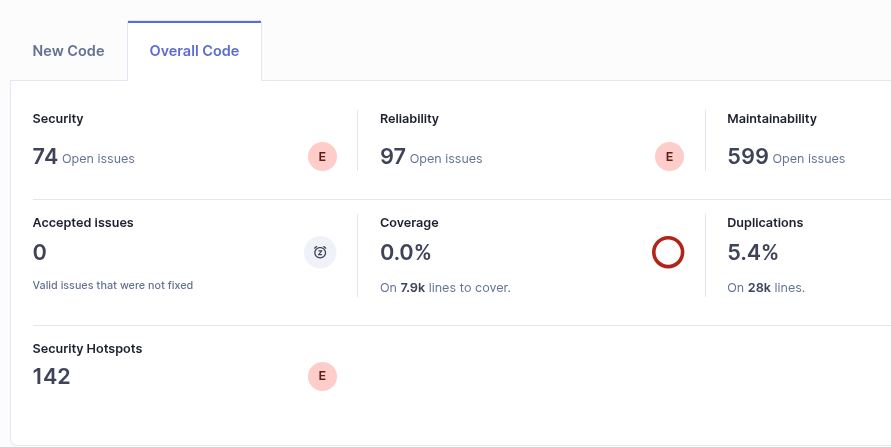 New Code Overall Code
Security Reliability Maintainability
74 Open issues E 97 Open issues E 599 Open issues
Accepted issues Coverage Duplications
0 0.0% 5.4%
Valid issues that were not fixed On 7.9k lines to cover. On 28k lines.
Security Hotspots
142 E